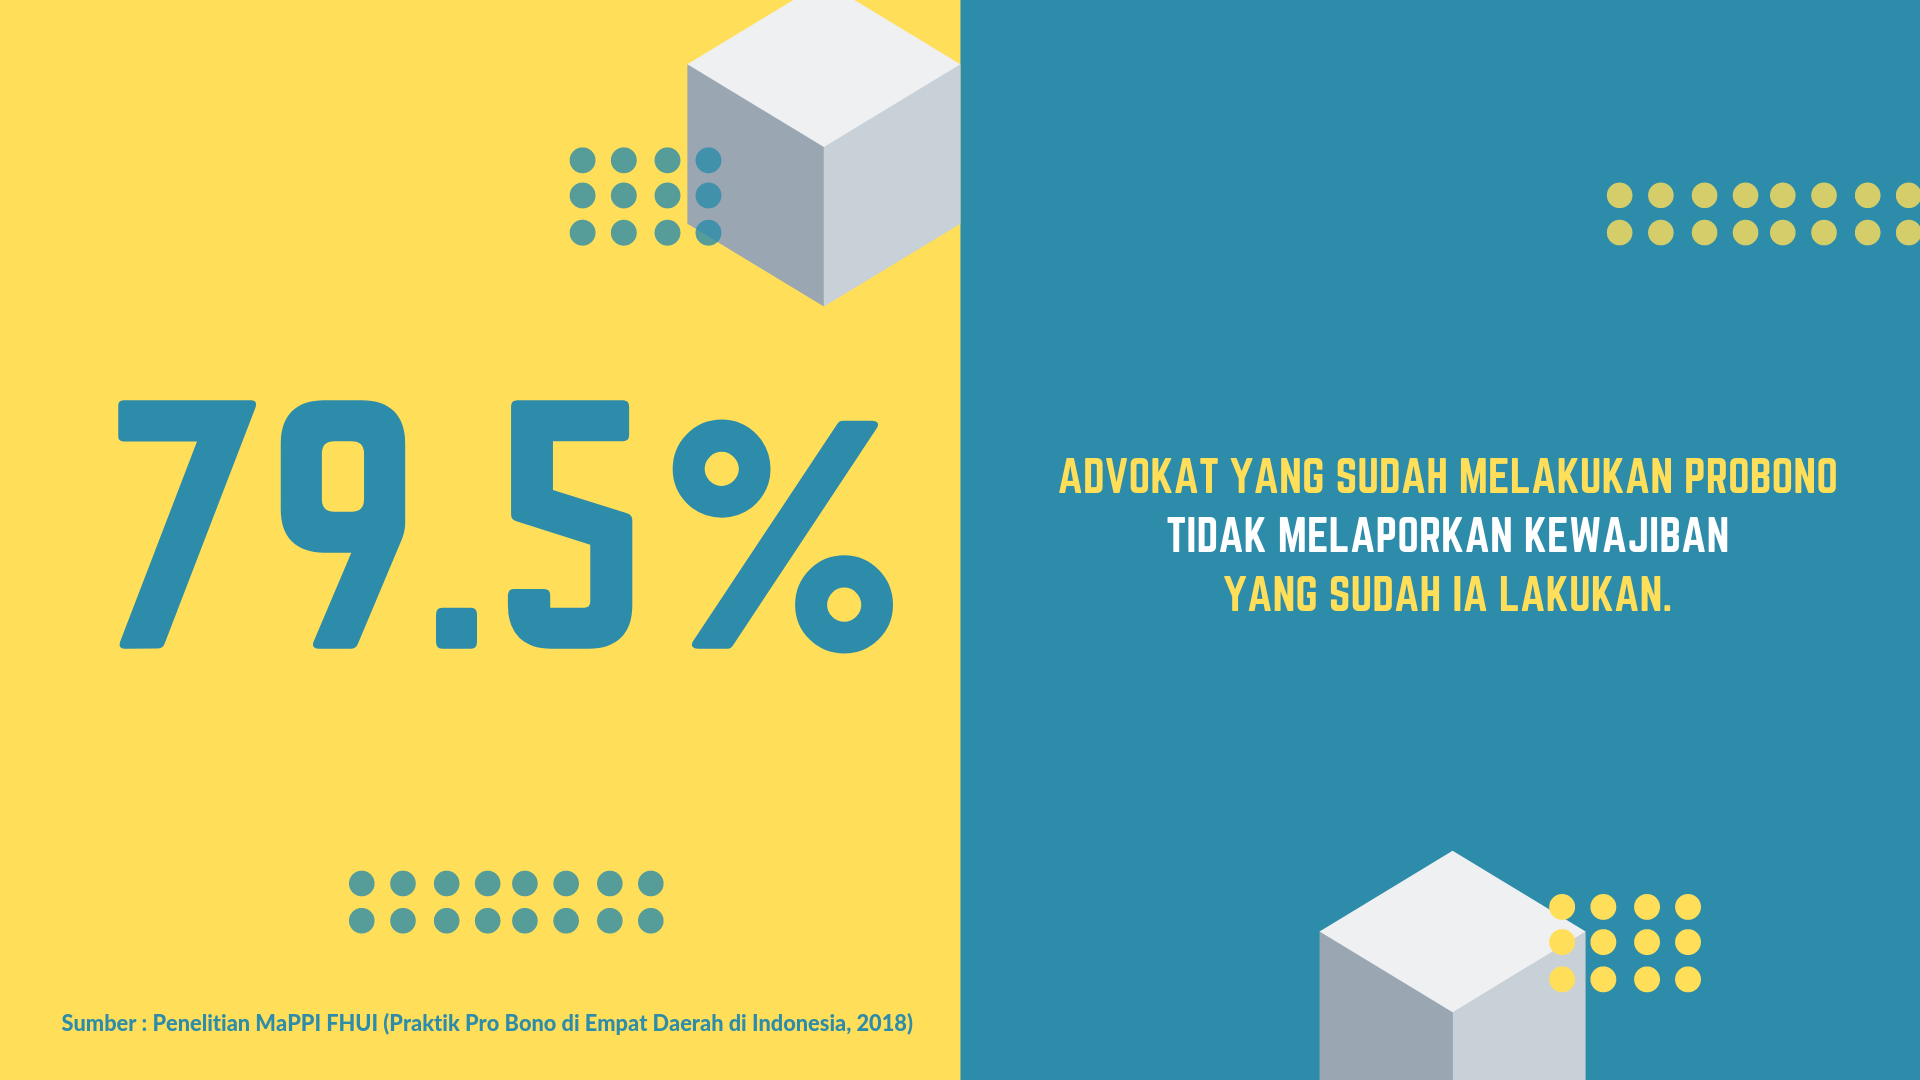 79.5%
ADVOKAT YANG SUDAH MELAKUKAN PROBONO
TIDAK MELAPORKAN KEWAJIBAN
YANG SUDAH IA LAKUKAN.
Sumber : Penelitian MaPPI FHUI (Praktik Pro Bono di Empat Daerah di Indonesia, 2018)